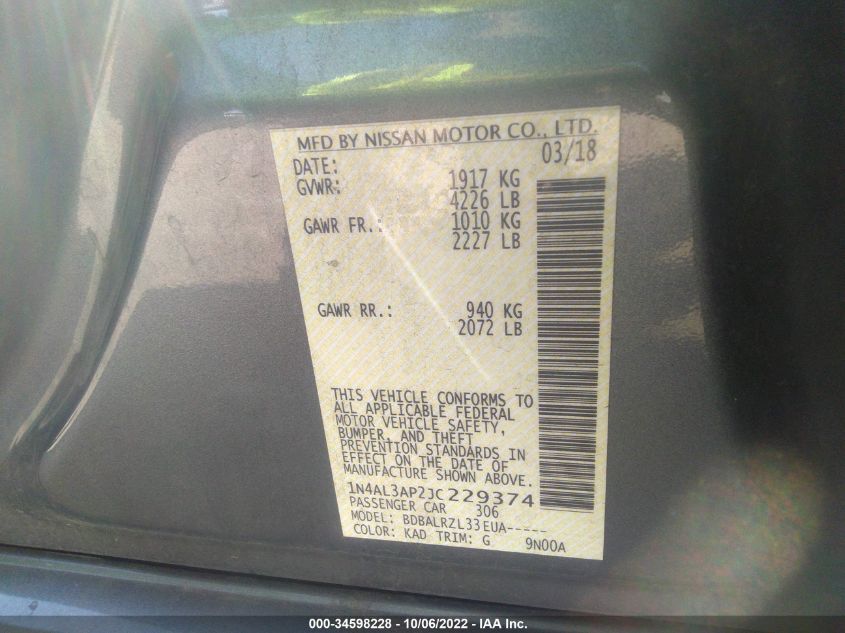 MFD BY NISSAN MOTOR CO., LTD.
DATE: 03/18
GVWR: 1917 KG
4226 LB
GAWR FR.: 1010 KG
2227 LB
GAWR RR.: 940 KG
2072 LB
THIS VEHICLE CONFORMS TO
ALL APPLICABLE FEDERAL
MOTOR VEHICLE SAFETY,
BUMPER, AND THEFT
PREVENTION STANDARDS IN
EFFECT ON THE DATE OF
MANUFACTURE SHOWN ABOVE.
1N4AL3AP2JC229374
PASSENGER CAR 306
MODEL: BDBALRZL33EUA-----
COLOR: KAD TRIM: G 9N00A
000-34598228 - 10/06/2022 - IAA Inc.